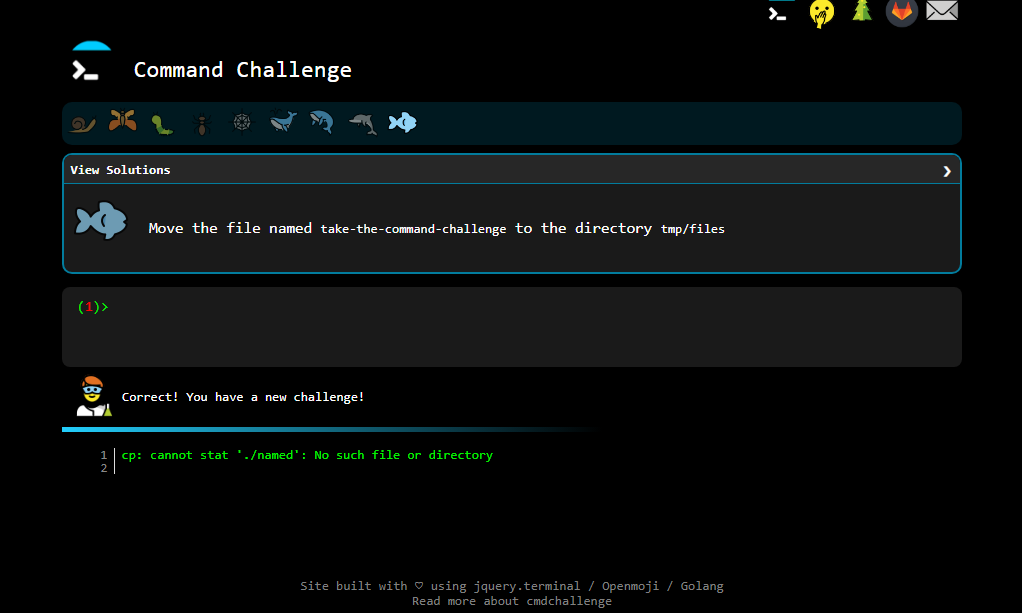 Command Challenge
View Solutions
Move the file named take-the-command-challenge to the directory tmp/files
(1)>
Correct! You have a new challenge!
1 cp: cannot stat './named': No such file or directory
2
Site built with ♡ using jquery.terminal / Openmoji / Golang
Read more about cmdchallenge